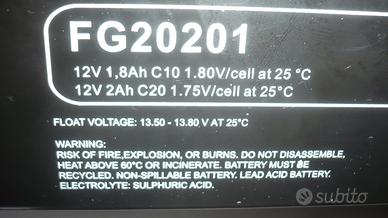 FG20201
12V 1,8Ah C10 1.80V/cell at 25 °C
12V 2Ah C20 1.75V/cell at 25 °C
FLOAT VOLTAGE: 13.50 - 13.80 V AT 25°C
WARNING:
RISK OF FIRE,EXPLOSION, OR BURNS. DO NOT DISASSEMBLE,
HEAT ABOVE 60°C OR INCINERATE. BATTERY MUST BE
RECYCLED. NON-SPILLABLE BATTERY. LEAD ACID BATTERY.
ELECTROLYTE: SULPHURIC ACID.
subito